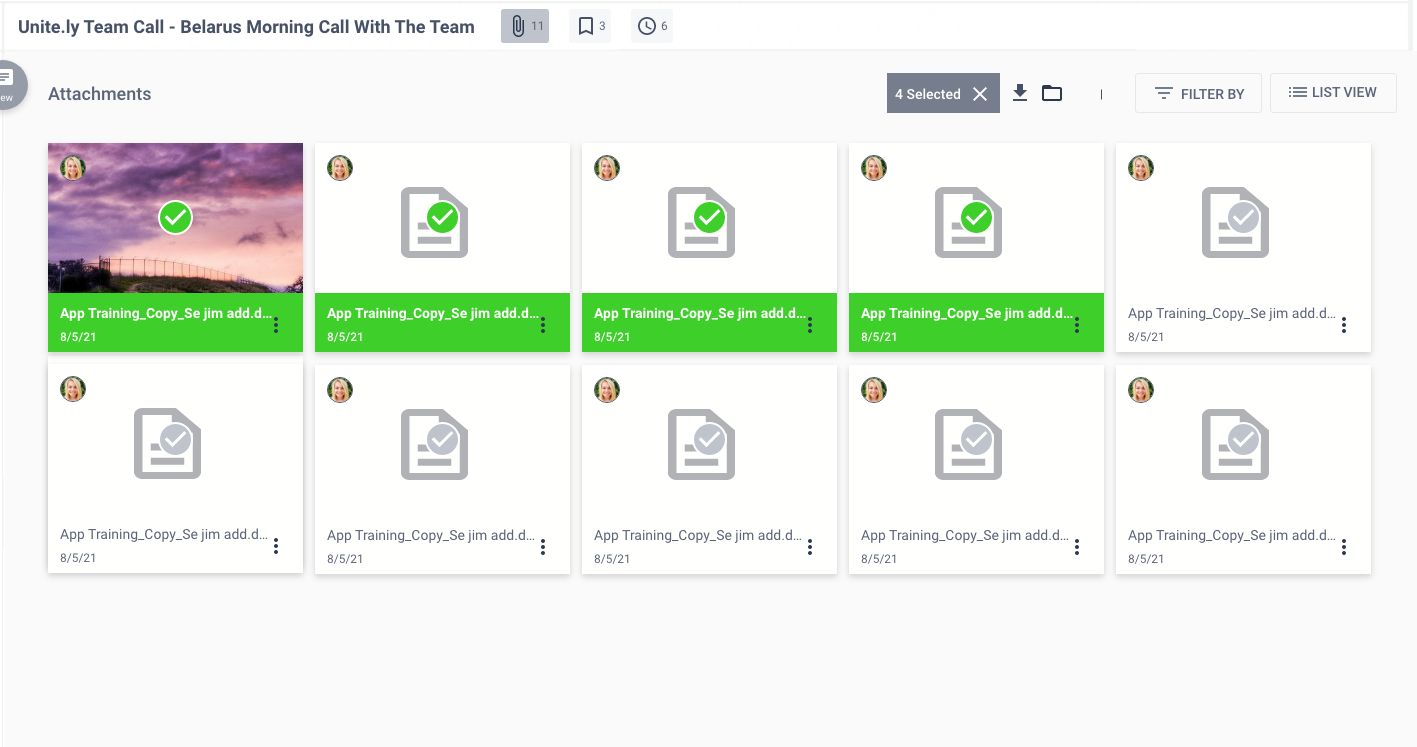 Unite.ly Team Call - Belarus Morning Call With The Team
11
3
6
ew
Attachments
4 Selected
FILTER BY
LIST VIEW
App Training_Copy_Se jim add.d...
8/5/21
App Training_Copy_Se jim add.d...
8/5/21
App Training_Copy_Se jim add.d...
8/5/21
App Training_Copy_Se jim add.d...
8/5/21
App Training_Copy_Se jim add.d...
8/5/21
App Training_Copy_Se jim add.d...
8/5/21
App Training_Copy_Se jim add.d...
8/5/21
App Training_Copy_Se jim add.d...
8/5/21
App Training_Copy_Se jim add.d...
8/5/21
App Training_Copy_Se jim add.d...
8/5/21